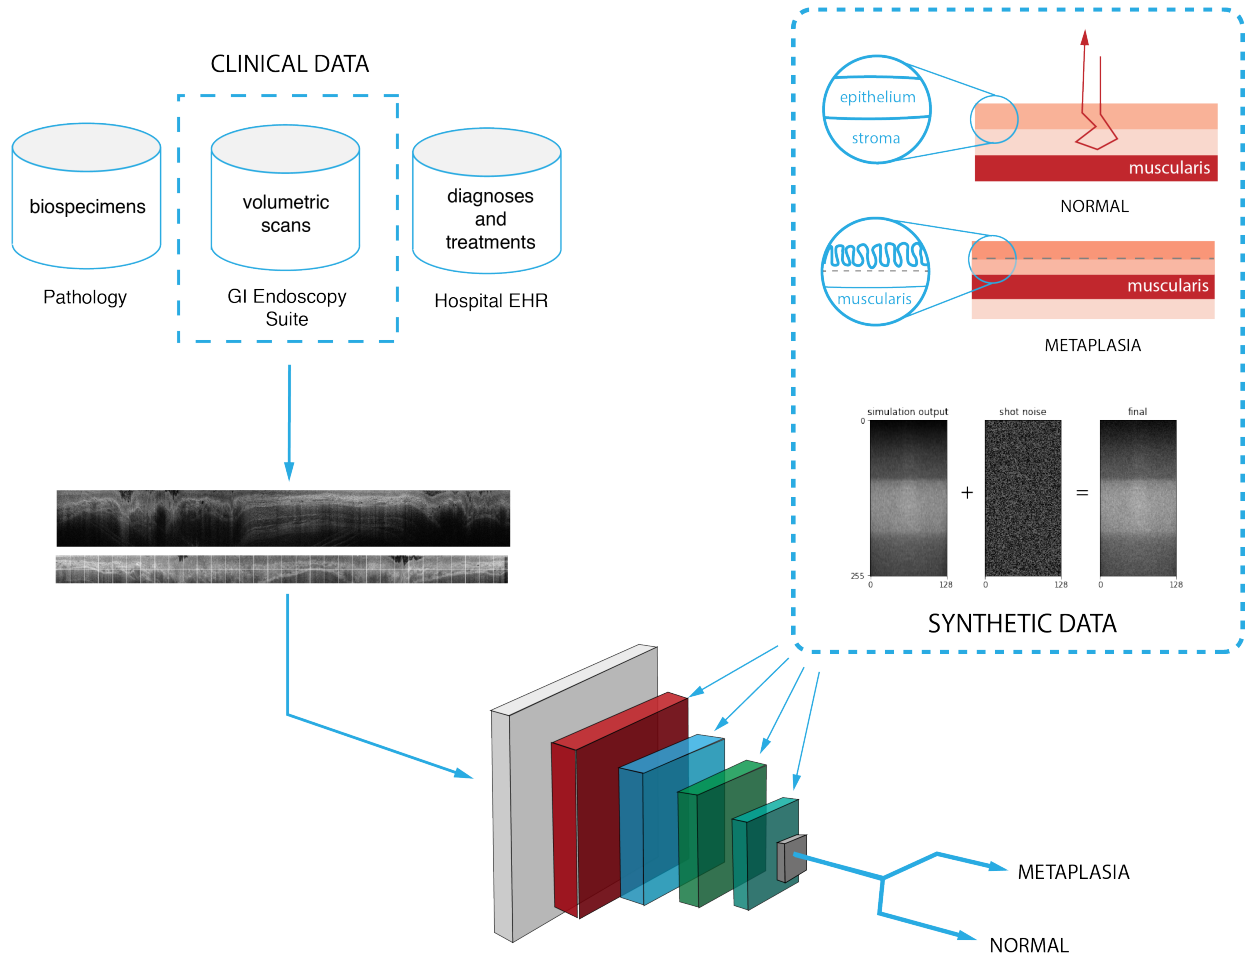 CLINICAL DATA
biospecimens
Pathology
volumetric
scans
GI Endoscopy
Suite
diagnoses
and
treatments
Hospital EHR
epithelium
stroma
muscularis
NORMAL
muscularis
muscularis
METAPLASIA
simulation output
shot noise
final
0
255
0
128
+
0
128
=
0
128
SYNTHETIC DATA
METAPLASIA
NORMAL